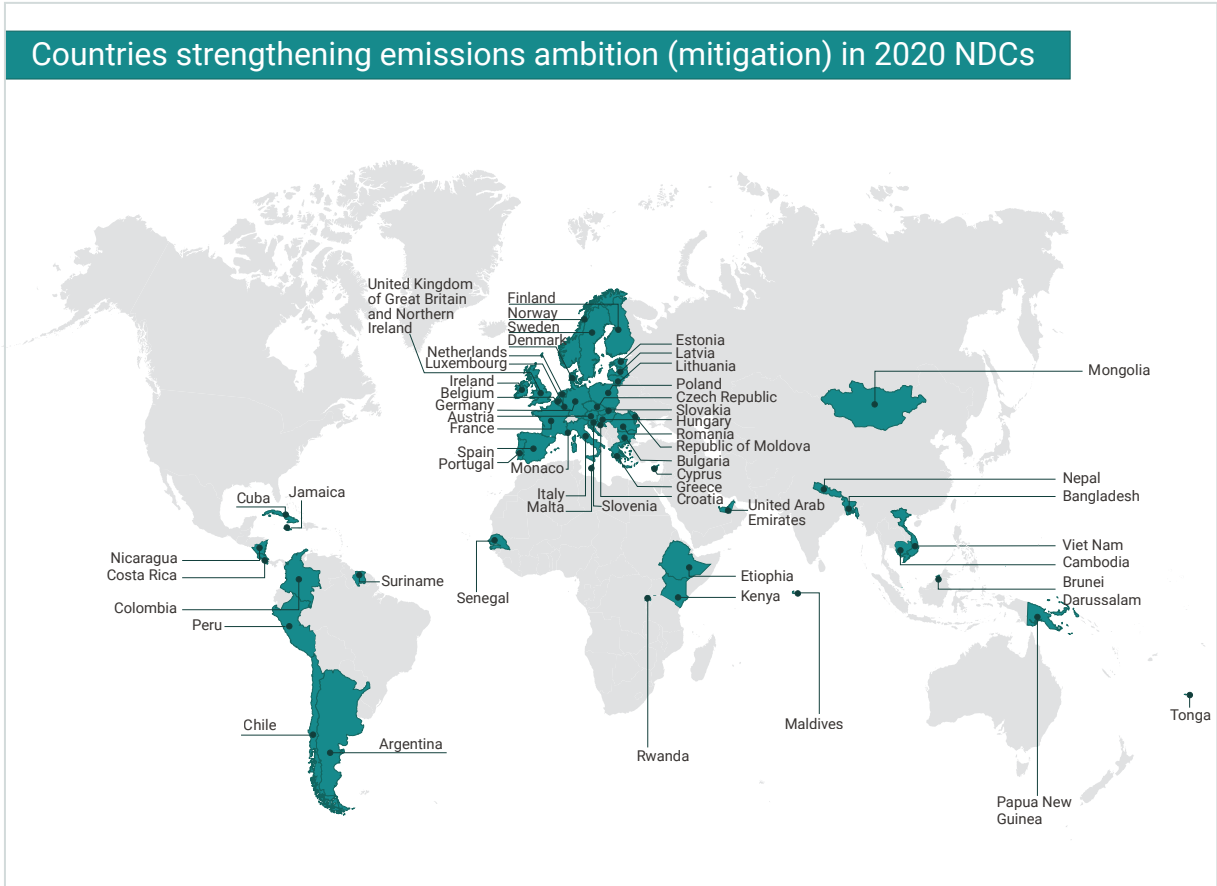 Countries strengthening emissions ambition (mitigation) in 2020 NDCs
United Kingdom
of Great Britain
and Northern
Ireland
Finland
Norway
Sweden
Denmark
Netherlands
Luxembourg
Ireland
Belgium
Germany
Austria
France
Spain
Portugal
Monaco
Italy
Malta
Slovenia
Estonia
Latvia
Lithuania
Poland
Czech Republic
Slovakia
Hungary
Romania
Republic of Moldova
Bulgaria
Cyprus
Greece
Croatia
United Arab
Emirates
Mongolia
Nepal
Bangladesh
Viet Nam
Cambodia
Brunei
Darussalam
Cuba
Jamaica
Nicaragua
Costa Rica
Suriname
Colombia
Peru
Chile
Argentina
Senegal
Etiophia
Kenya
Rwanda
Maldives
Tonga
Papua New
Guinea